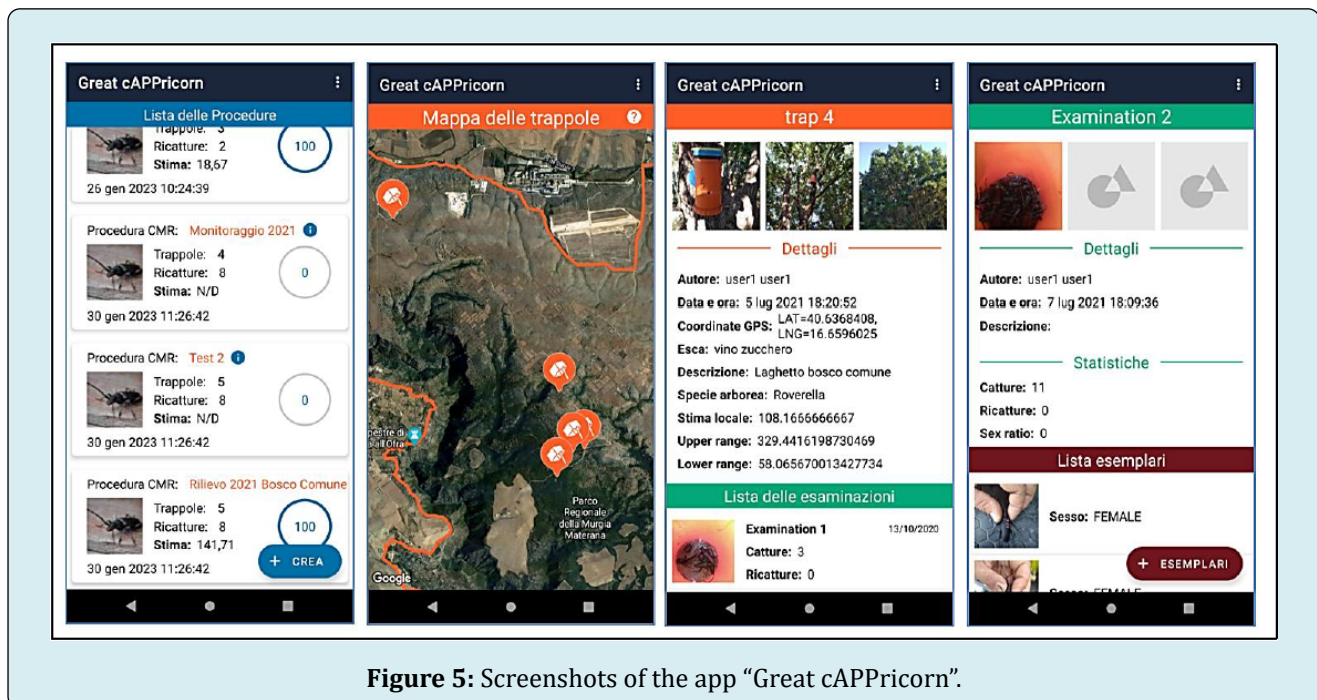 Great cAPPricorn
Lista delle Procedure
Trappole: 3
Ricatture: 2
Stima: 18,67
100
26 gen 2023 10:24:39
Procedura CMR: Monitoraggio 2021
Trappole: 4
Ricatture: 8
Stima: N/D
0
30 gen 2023 11:26:42
Procedura CMR: Test 2
Trappole: 5
Ricatture: 8
Stima: N/D
0
30 gen 2023 11:26:42
Procedura CMR: Rilievo 2021 Bosco Comune
Trappole: 5
Ricatture: 8
Stima: 141,71
100
30 gen 2023 11:26:42
+ CREA
Great cAPPricorn
Mappa delle trappole ?
pestre di
all'Ofra
Parco
Regionale
della Murgia
Materana
Google
Great cAPPricorn
trap 4
Dettagli
Autore: user1 user1
Data e ora: 5 lug 2021 18:20:52
Coordinate GPS: LAT=40.6368408,
LNG=16.6596025
Esca: vino zucchero
Descrizione: Laghetto bosco comune
Specie arborea: Roverella
Stima locale: 108.1666666667
Upper range: 329.4416198730469
Lower range: 58.065670013427734
Lista delle esaminazioni
Examination 1 13/10/2020
Catture: 3
Ricatture: 0
Great cAPPricorn
Examination 2
Dettagli
Autore: user1 user1
Data e ora: 7 lug 2021 18:09:36
Descrizione:
Statistiche
Catture: 11
Ricatture: 0
Sex ratio: 0
Lista esemplari
Sesso: FEMALE
+ ESEMPLARI
Sesso: FEMALE
Figure 5: Screenshots of the app “Great cAPPricorn”.